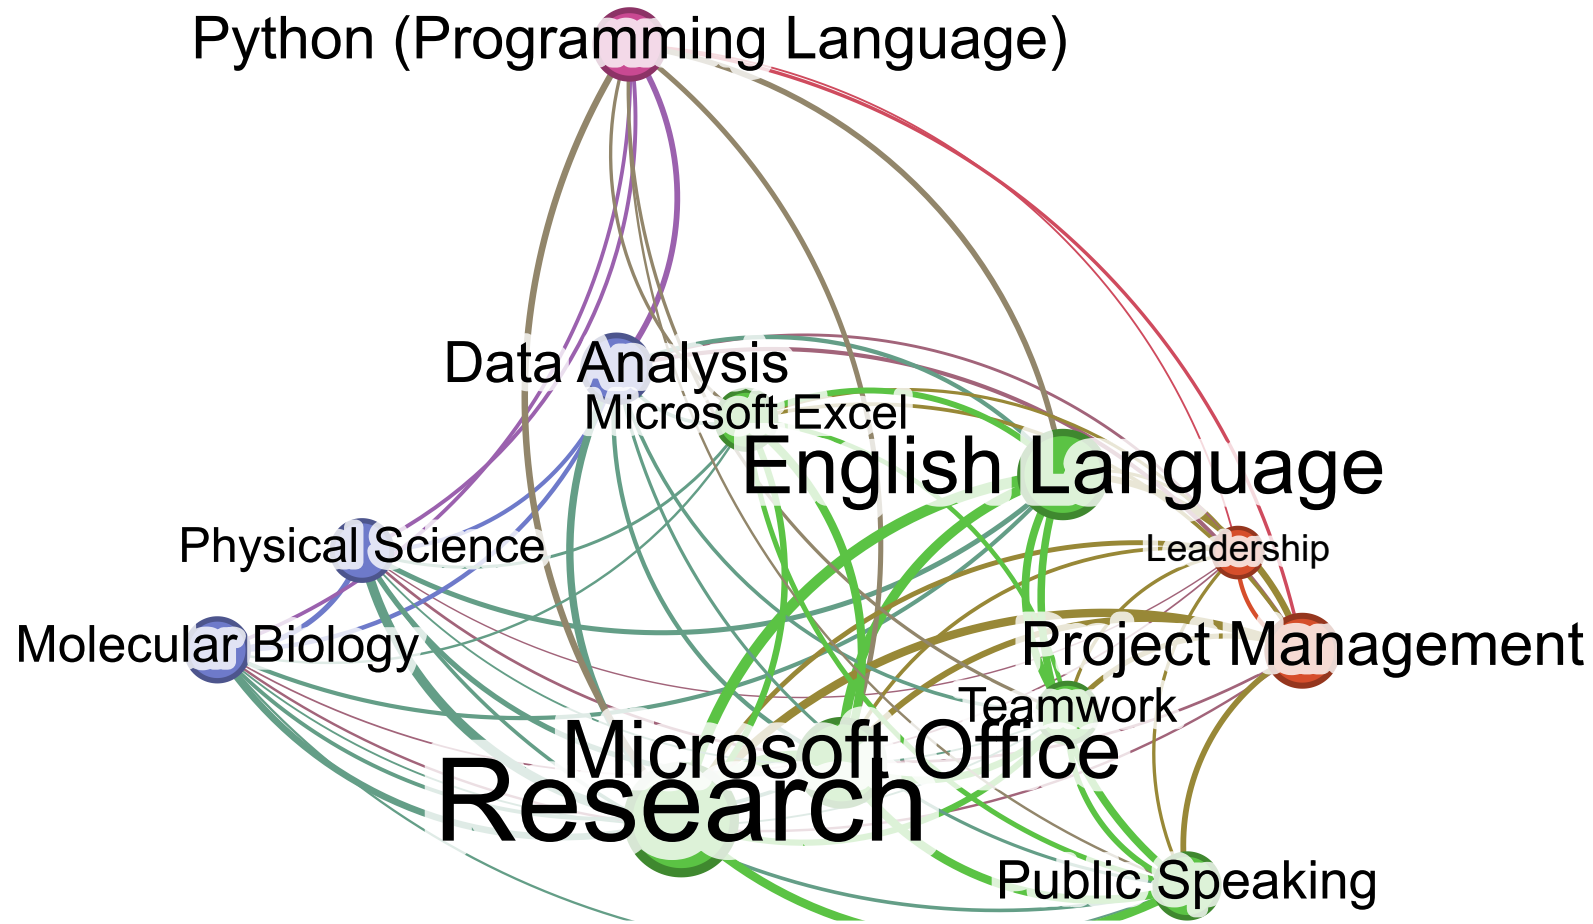 Python (Programming Language)
Data Analysis
Microsoft Excel
English Language
Physical Science
Leadership
Molecular Biology
Project Management
Teamwork
Microsoft Office
Research
Public Speaking